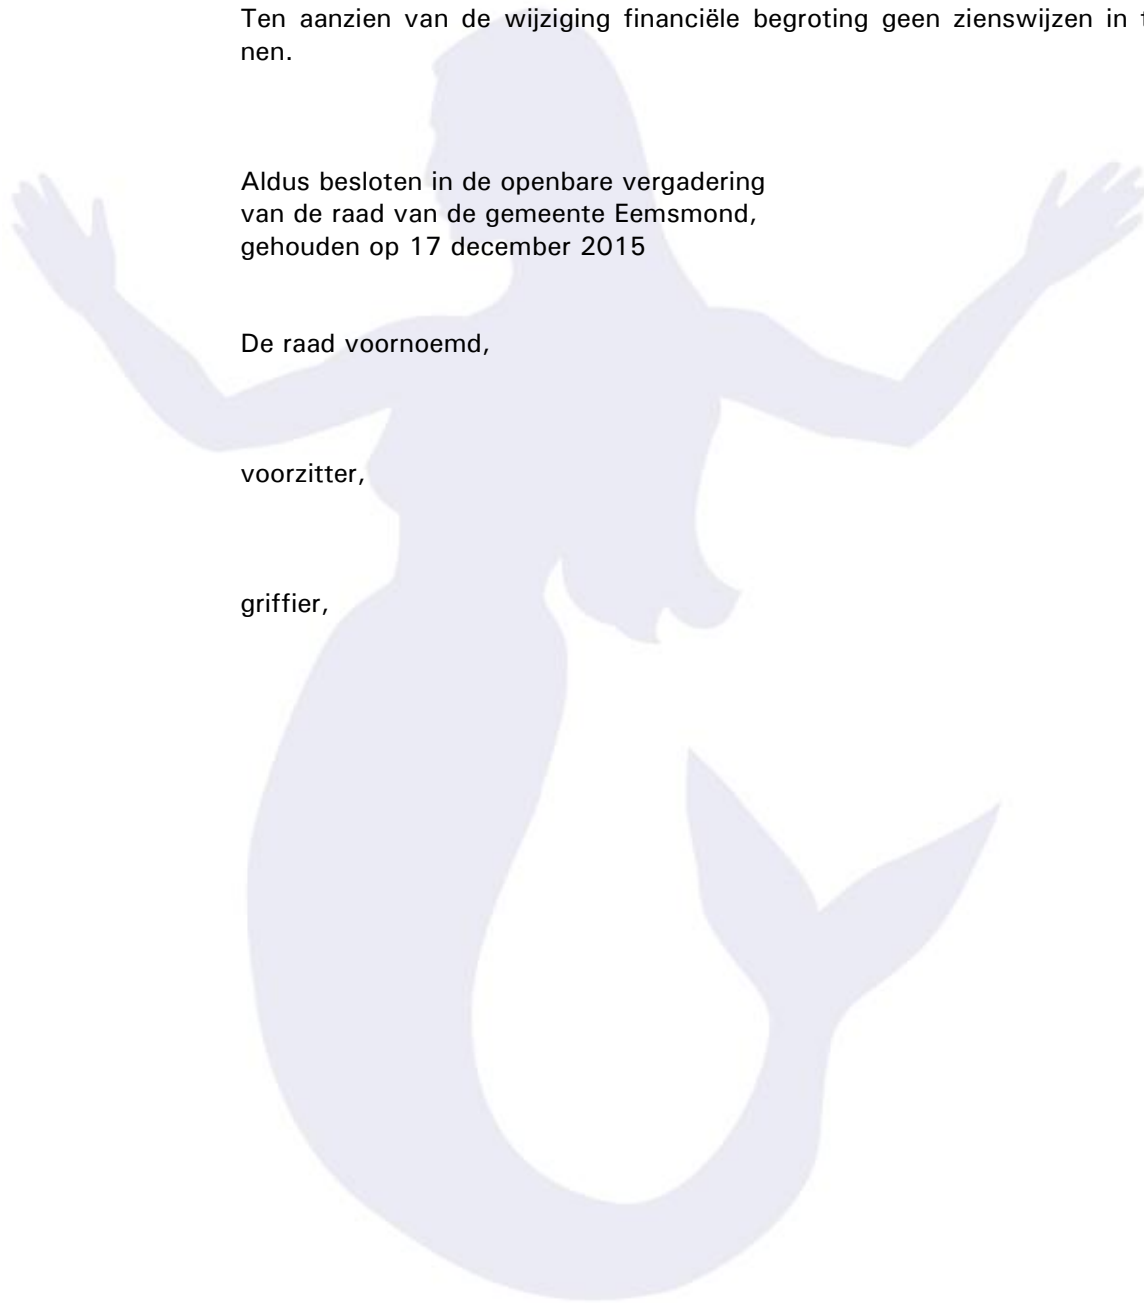 Ten aanzien van de wijziging financiële begroting geen zienswijzen in
nen.
Aldus besloten in de openbare vergadering
van de raad van de gemeente Eemsmond,
gehouden op 17 december 2015
De raad voornoemd,
voorzitter,
griffier,